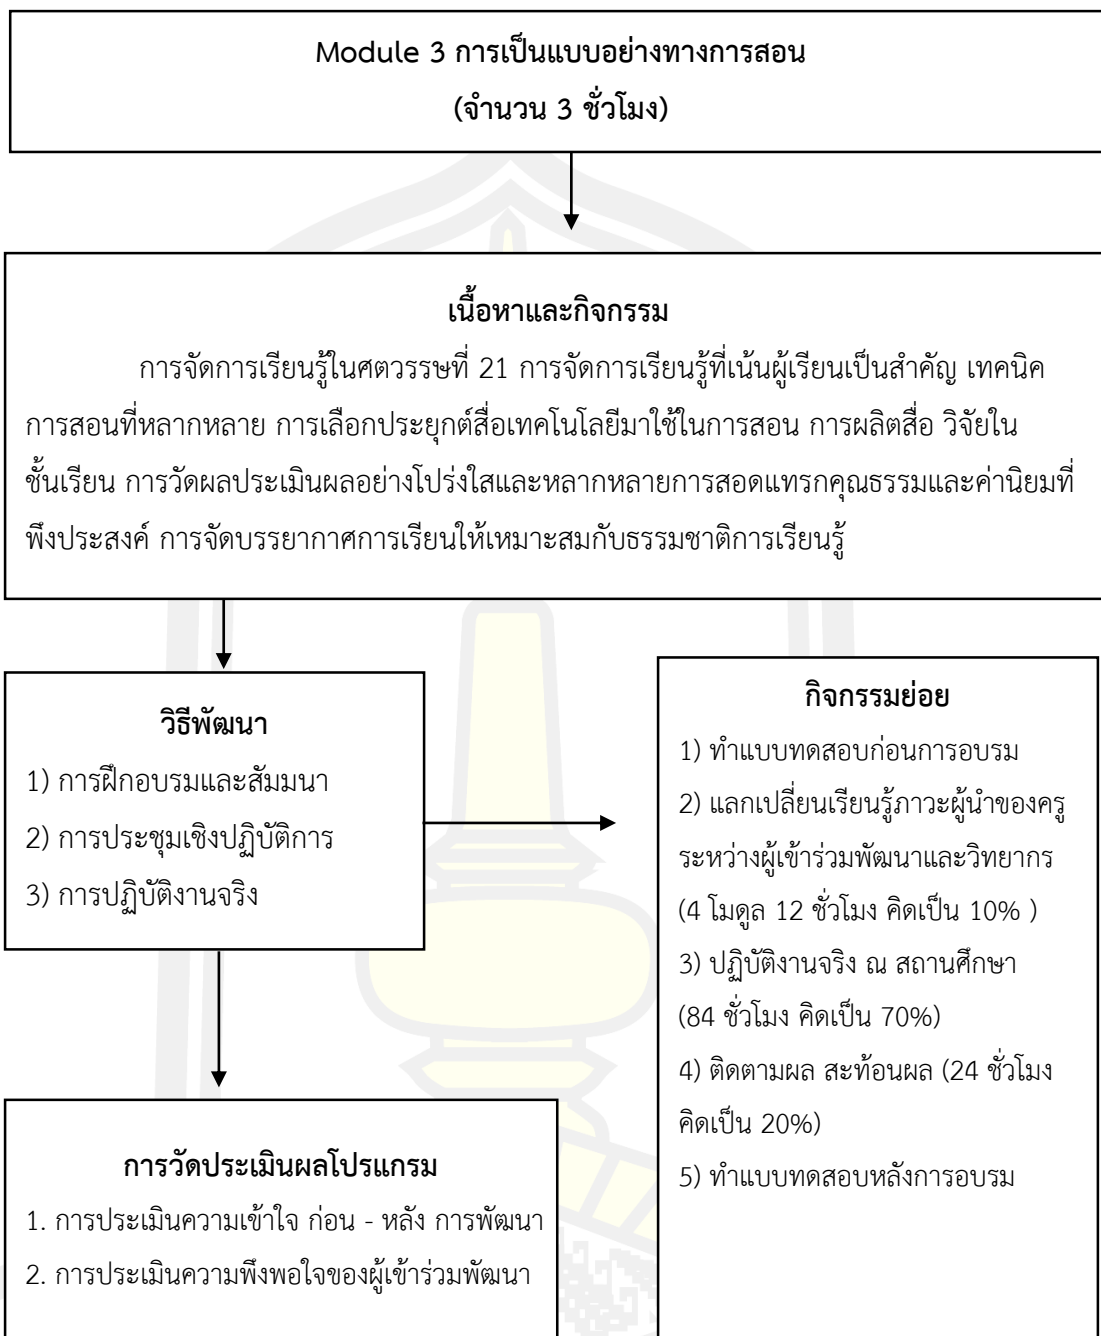 Module 3 การเป็นแบบอย่างทางการสอน
(จำนวน 3 ชั่วโมง)
เนื้อหาและกิจกรรม
การจัดการเรียนรู้ในศตวรรษที่ 21 การจัดการเรียนรู้ที่เน้นผู้เรียนเป็นสำคัญ เทคนิค
การสอนที่หลากหลาย การเลือกประยุกต์สื่อเทคโนโลยีมาใช้ในการสอน การผลิตสื่อ วิจัยใน
ชั้นเรียน การวัดผลประเมินผลอย่างโปร่งใสและหลากหลายการสอดแทรกคุณธรรมและค่านิยมที่
พึงประสงค์ การจัดบรรยากาศการเรียนให้เหมาะสมกับธรรมชาติการเรียนรู้
วิธีพัฒนา
1) การฝึกอบรมและสัมมนา
2) การประชุมเชิงปฏิบัติการ
3) การปฏิบัติงานจริง
กิจกรรมย่อย
1) ทำแบบทดสอบก่อนการอบรม
2) แลกเปลี่ยนเรียนรู้ภาวะผู้นำของครู
ระหว่างผู้เข้าร่วมพัฒนาและวิทยากร
(4 โมดูล 12 ชั่วโมง คิดเป็น 10% )
3) ปฏิบัติงานจริง ณ สถานศึกษา
(84 ชั่วโมง คิดเป็น 70%)
4) ติดตามผล สะท้อนผล (24 ชั่วโมง
คิดเป็น 20%)
5) ทำแบบทดสอบหลังการอบรม
การวัดประเมินผลโปรแกรม
1. การประเมินความเข้าใจ ก่อน - หลัง การพัฒนา
2. การประเมินความพึงพอใจของผู้เข้าร่วมพัฒนา